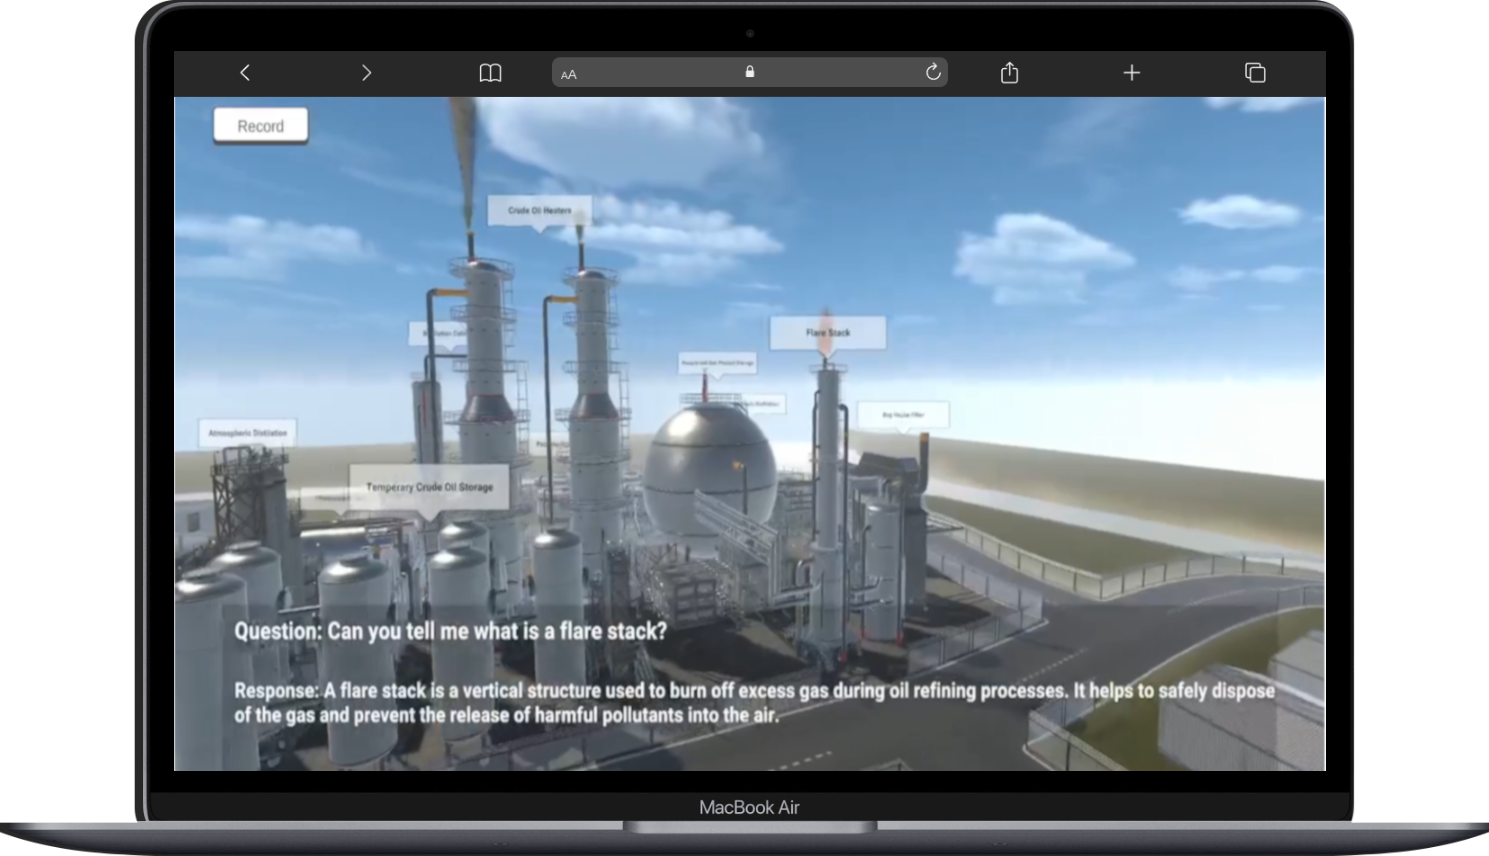 AA
Record
Crude Oil Heaters
Flare Stack
Atmospheric Distilation
Temperary Crude Oil Storage
Question: Can you tell me what is a flare stack?
Response: A flare stack is a vertical structure used to burn off excess gas during oil refining processes. It helps to safely dispose
of the gas and prevent the release of harmful pollutants into the air.
MacBook Air